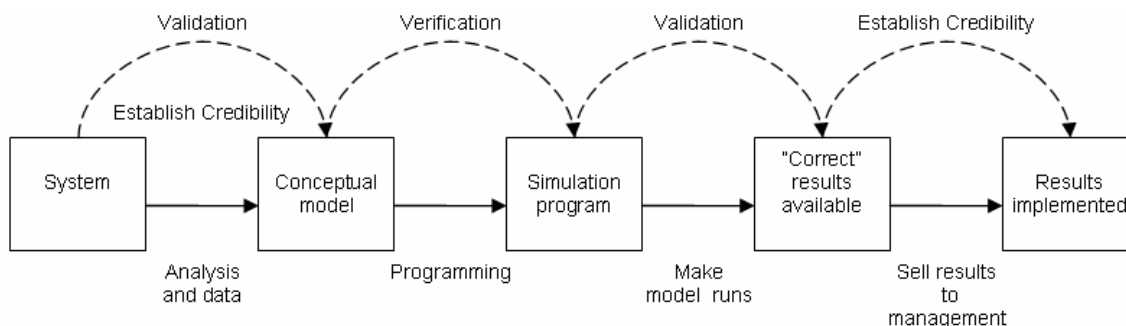 Validation
Verification
Validation
Establish Credibility
Establish Credibility
System
Conceptual
model
Simulation
program
"Correct"
results
available
Results
implemented
Analysis
and data
Programming
Make
model runs
Sell results
to
management